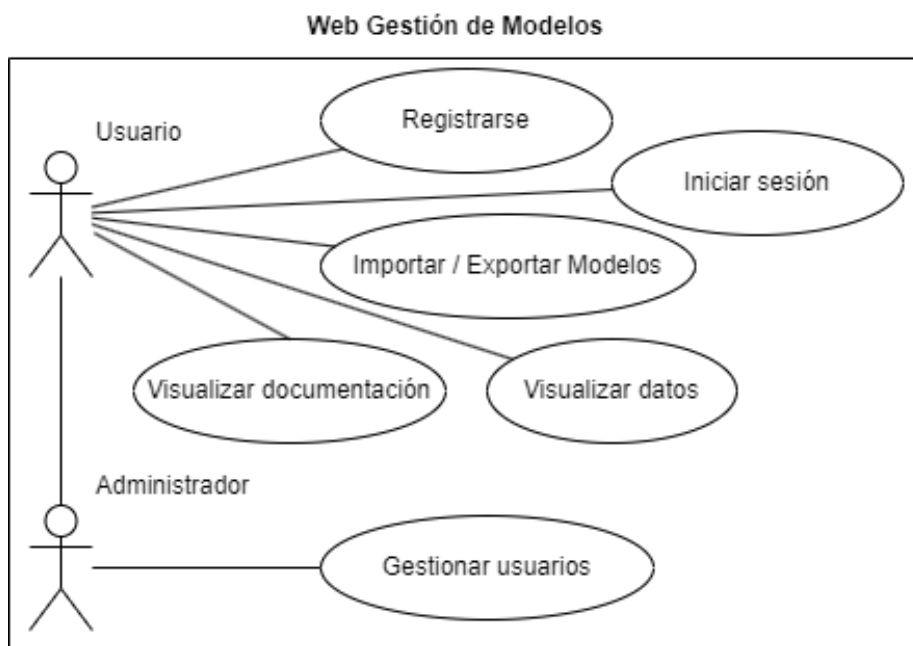 Web Gestión de Modelos
Usuario
Registrarse
Iniciar sesión
Importar / Exportar Modelos
Visualizar documentación
Visualizar datos
Administrador
Gestionar usuarios